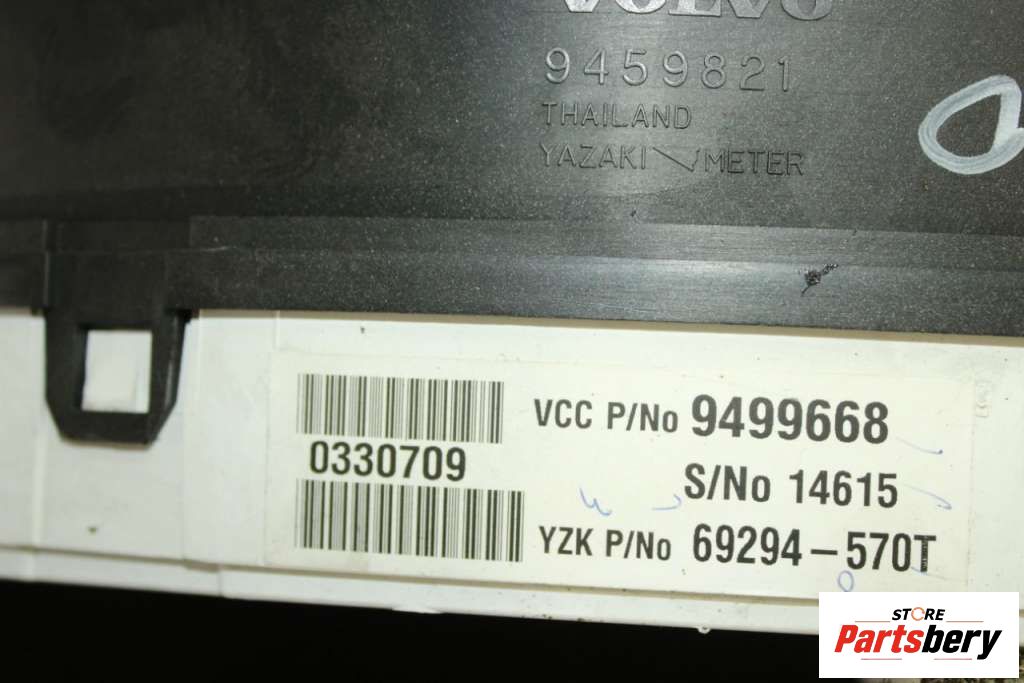 VOLVO
9459821
THAILAND
YAZAKI METER
VCC P/No 9499668
0330709
S/No 14615
YZK P/No 69294-570T
STORE
Partsbery